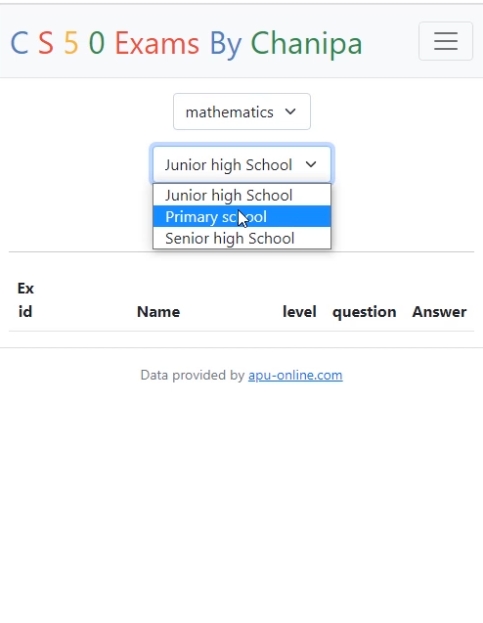 C S 5 0 Exams By Chanipa
mathematics
Junior high School
Junior high School
Primary school
Senior high School
Ex
id Name level question Answer
Data provided by apu-online.com